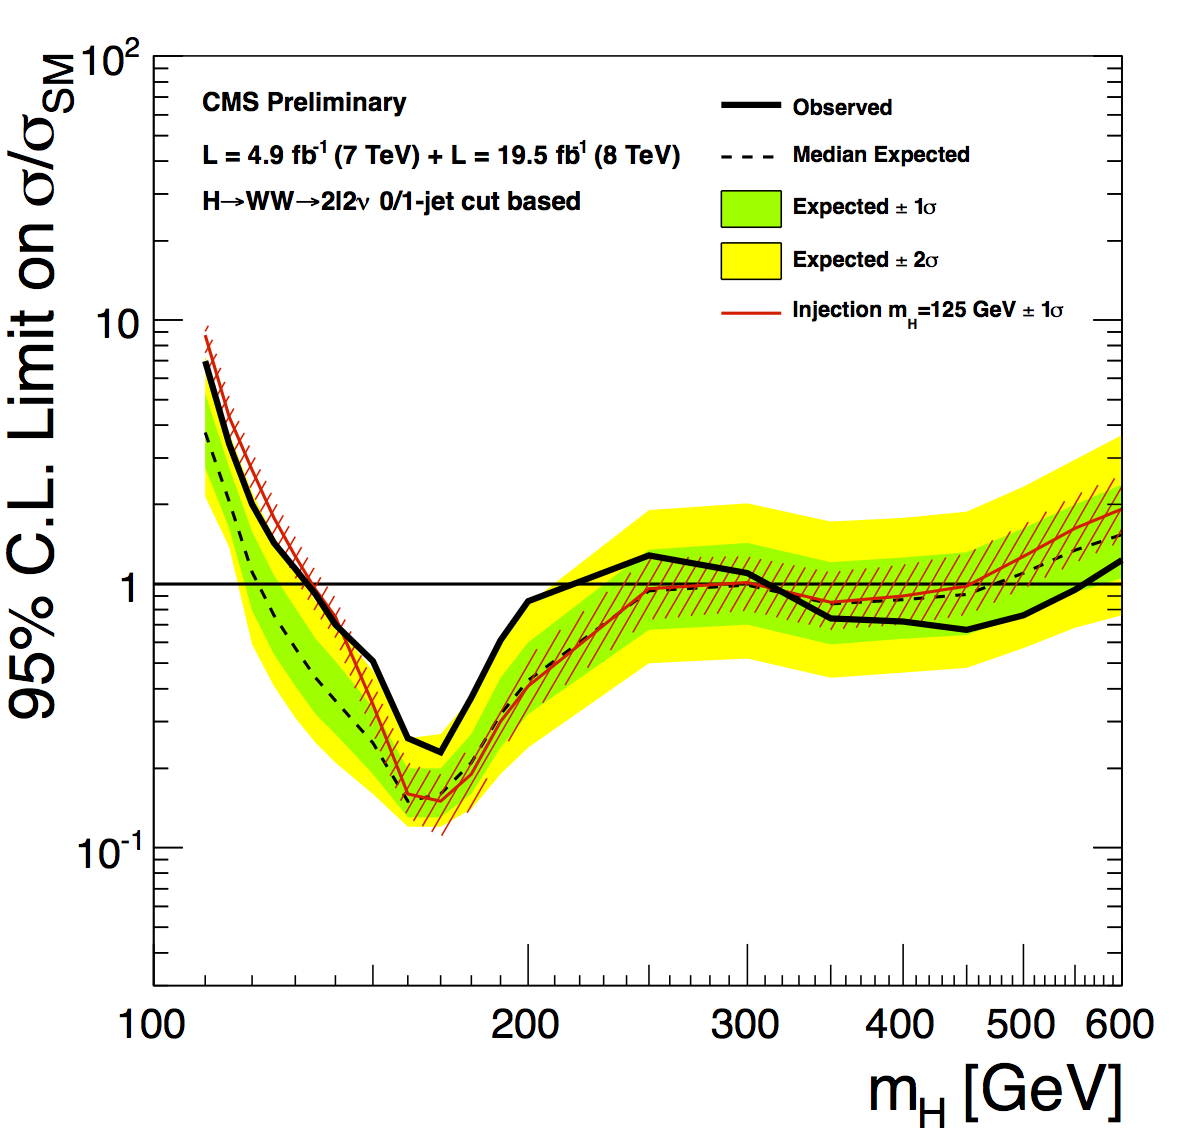 95% C.L. Limit on σ/σSM
10²
10
1
10⁻¹
CMS Preliminary
L = 4.9 fb⁻¹ (7 TeV) + L = 19.5 fb⁻¹ (8 TeV)
H→WW→2l2ν 0/1-jet cut based
Observed
Median Expected
Expected ± 1σ
Expected ± 2σ
Injection mH=125 GeV ± 1σ
100 200 300 400 500 600
mH [GeV]